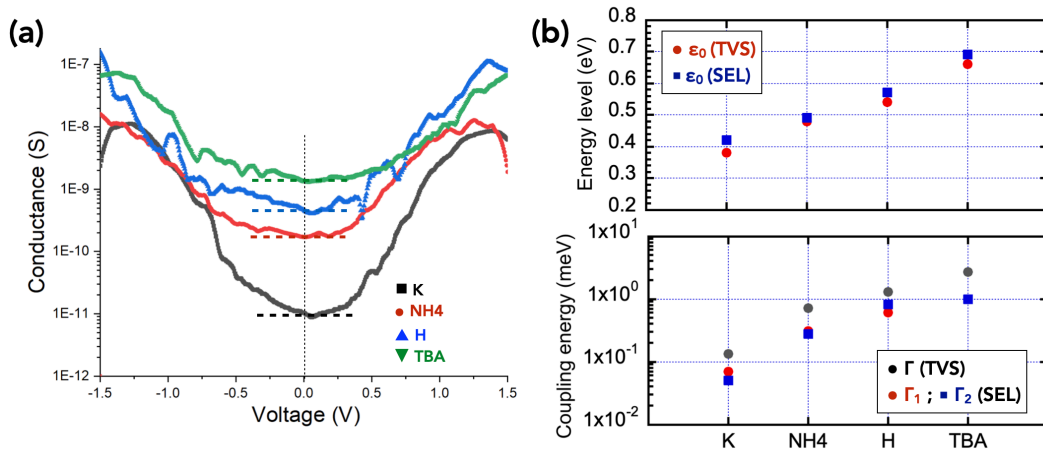 (a)
Conductance (S)
1E-7
1E-8
1E-9
1E-10
1E-11
1E-12
-1.5 -1.0 -0.5 0.0 0.5 1.0 1.5
Voltage (V)
K
NH4
H
TBA
(b)
Energy level (eV)
0.8
0.7
0.6
0.5
0.4
0.3
0.2
ε₀ (TVS)
ε₀ (SEL)
Coupling energy (meV)
1x10¹
1x10⁰
1x10⁻¹
1x10⁻²
Γ (TVS)
Γ₁ ; Γ₂ (SEL)
K NH4 H TBA